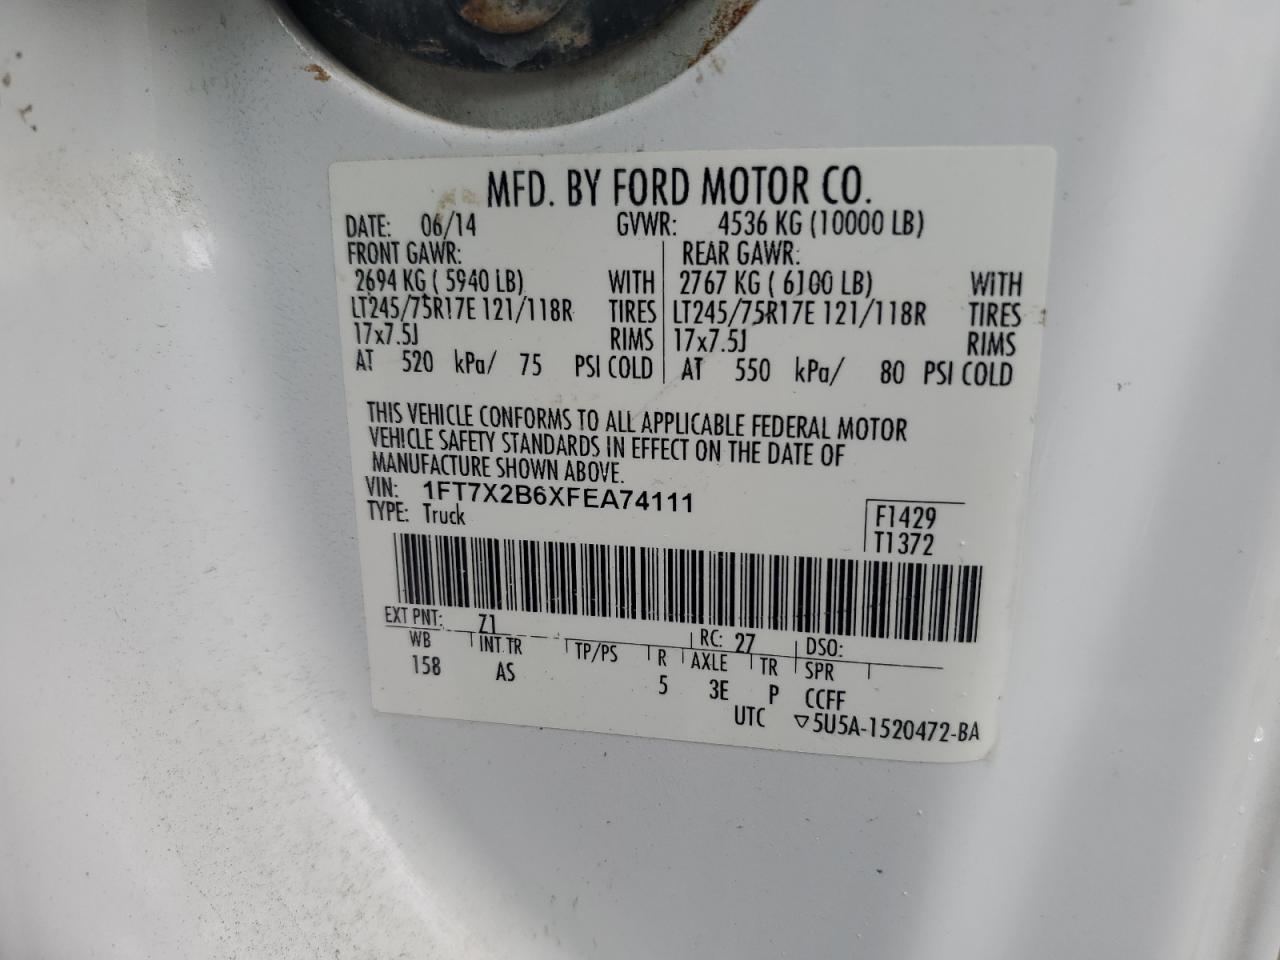 MFD. BY FORD MOTOR CO.
DATE: 06/14 GVWR: 4536 KG (10000 LB)
FRONT GAWR: REAR GAWR:
2694 KG ( 5940 LB) WITH 2767 KG ( 6100 LB) WITH
LT245/75R17E 121/118R TIRES LT245/75R17E 121/118R TIRES
17x7.5J RIMS 17x7.5J RIMS
AT 520 kPa/ 75 PSI COLD AT 550 kPa/ 80 PSI COLD
THIS VEHICLE CONFORMS TO ALL APPLICABLE FEDERAL MOTOR
VEHICLE SAFETY STANDARDS IN EFFECT ON THE DATE OF
MANUFACTURE SHOWN ABOVE.
VIN: 1FT7X2B6XFEA74111
TYPE: Truck
F1429
T1372
EXT PNT: Z1 RC: 27 DSO:
WB INT TR TP/PS R AXLE TR SPR
158 AS 5 3E P CCFF
UTC ▽5U5A-1520472-BA